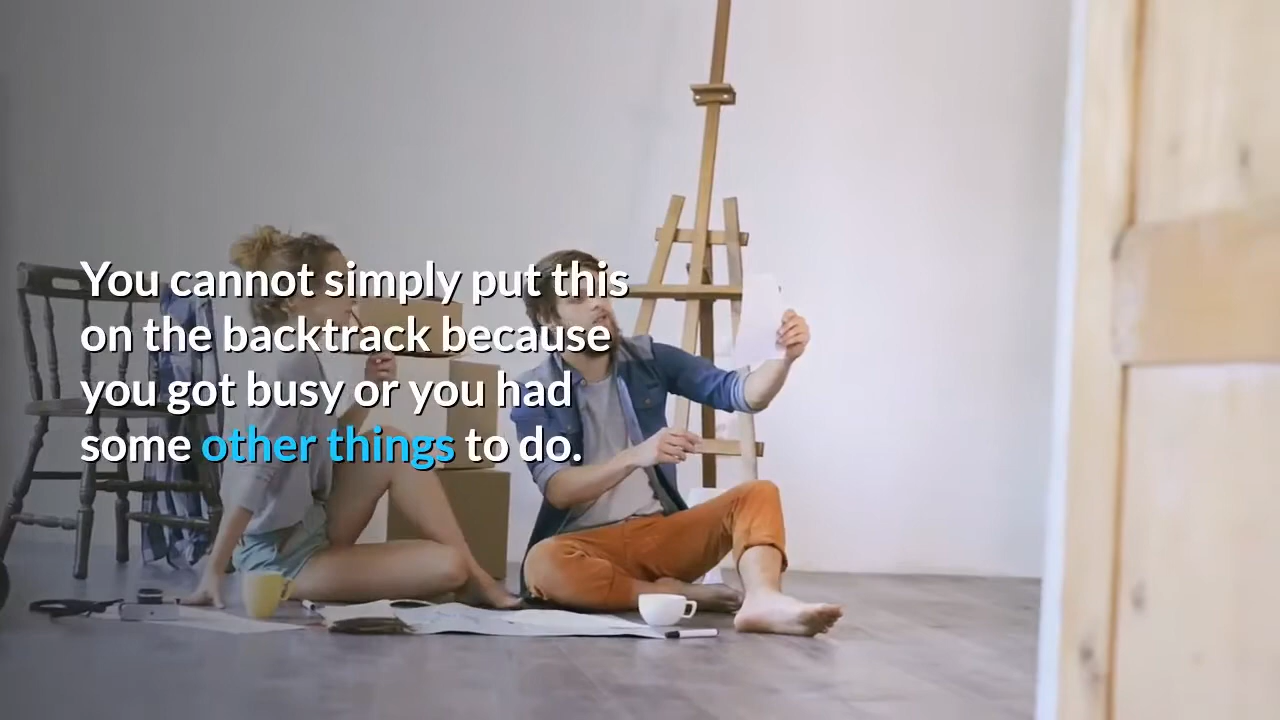 You cannot simply put this
on the backtrack because
you got busy or you had
some other things to do.